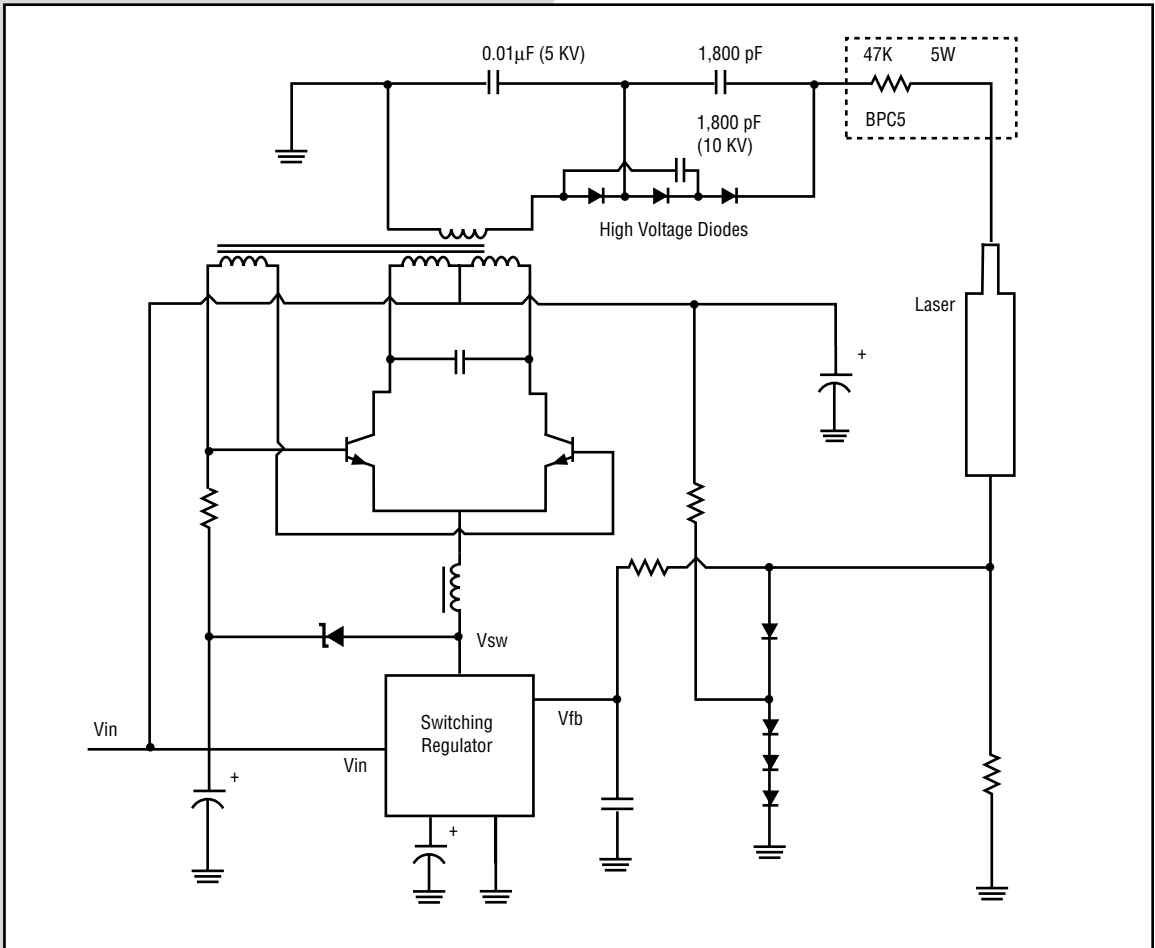 0.01μF (5 KV)
1,800 pF
47K 5W
BPC5
1,800 pF
(10 KV)
High Voltage Diodes
Laser
+
Vsw
Switching
Regulator
Vfb
Vin
Vin
+
+